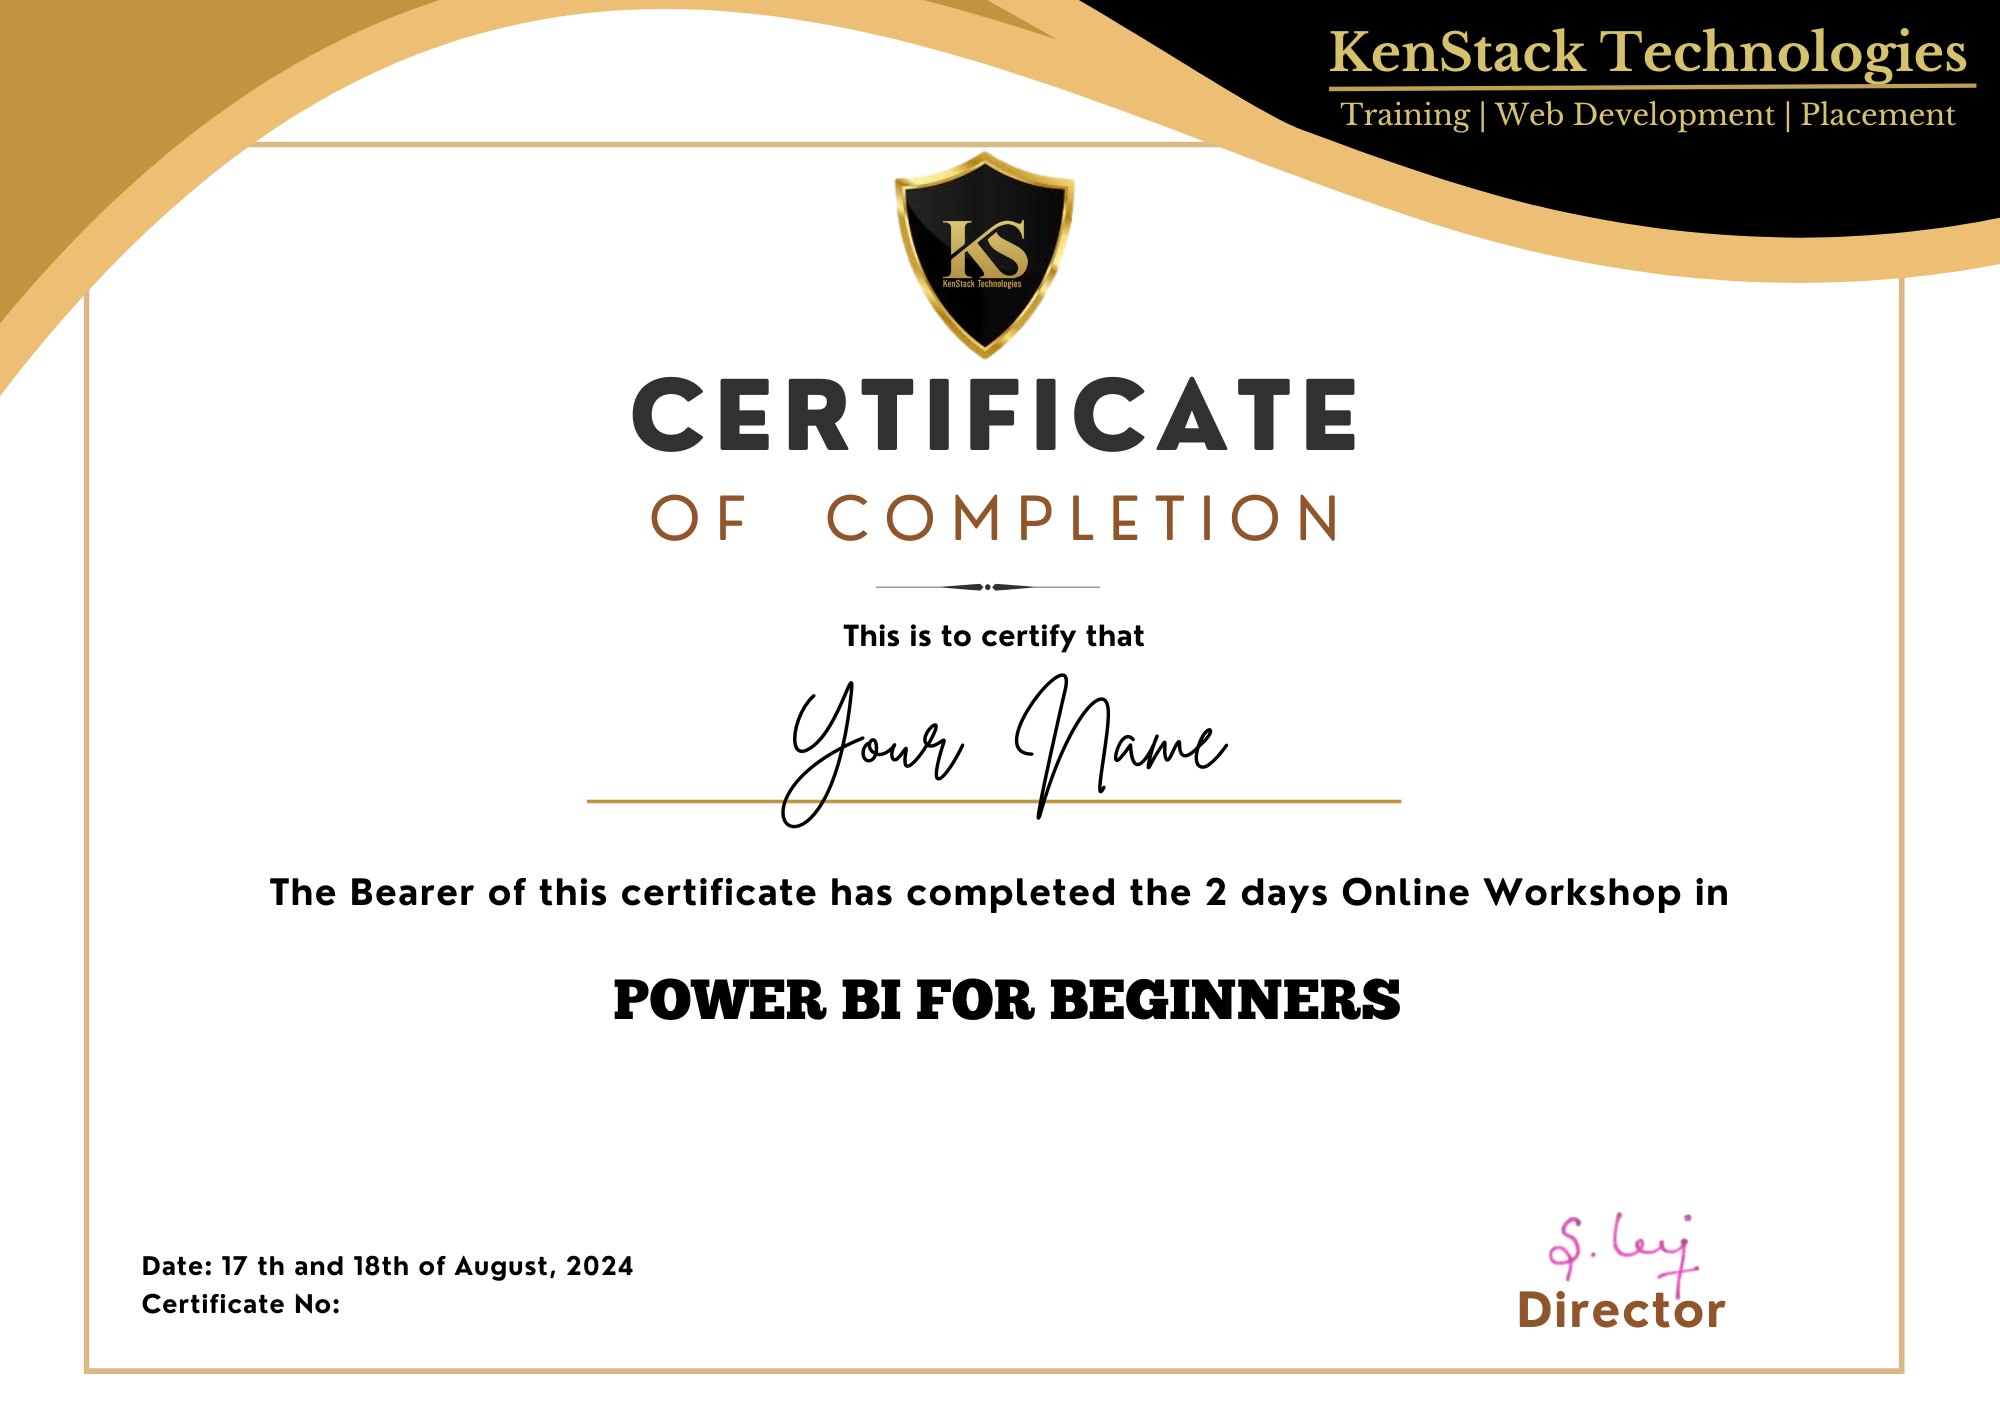 KenStack Technologies
Training | Web Development | Placement
KS
KenStack Technologies
CERTIFICATE
OF COMPLETION
This is to certify that
Your Name
The Bearer of this certificate has completed the 2 days Online Workshop in
POWER BI FOR BEGINNERS
Date: 17 th and 18th of August, 2024
Certificate No:
Director